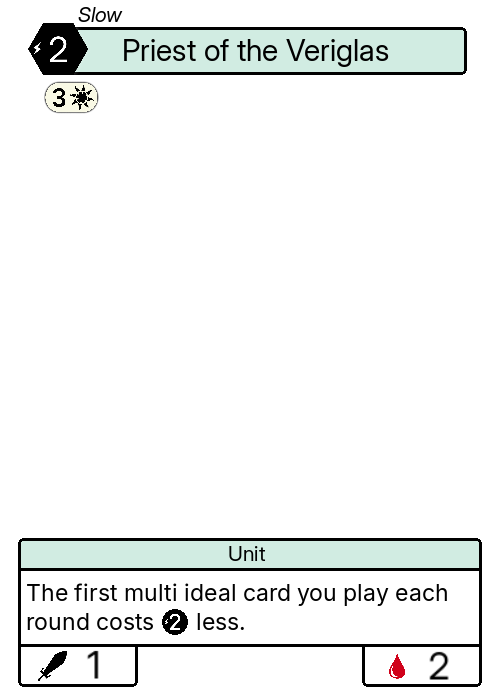 Slow
2 Priest of the Veriglas
3
Unit
The first multi ideal card you play each
round costs 2 less.
1 2